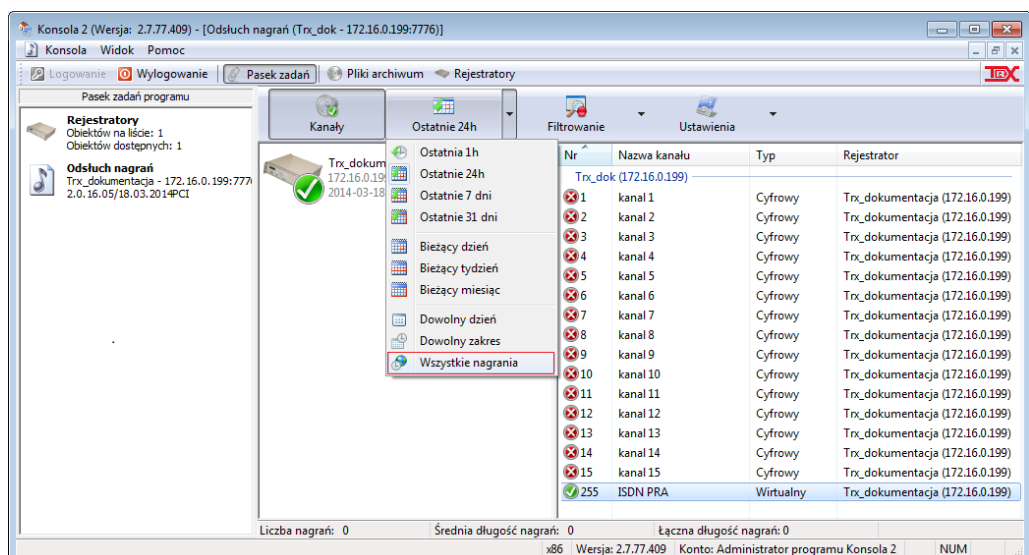 Konsola 2 (Wersja: 2.7.77.409) - [Odsłuch nagrań (Trx_dok - 172.16.0.199:7776)]
Konsola Widok Pomoc
Logowanie Wylogowanie Pasek zadań Pliki archiwum Rejestratory TRX
Pasek zadań programu
Rejestratory
Obiektów na liście: 1
Obiektów dostępnych: 1
Odsłuch nagrań
Trx_dokumentacja - 172.16.0.199:777
2.0.16.05/18.03.2014PCI
Kanały Ostatnie 24h Filtrowanie Ustawienia
Trx_dokum
172.16.0.19
2014-03-18
Ostatnia 1h
Ostatnie 24h
Ostatnie 7 dni
Ostatnie 31 dni
Bieżący dzień
Bieżący tydzień
Bieżący miesiąc
Dowolny dzień
Dowolny zakres
Wszystkie nagrania
Nr Nazwa kanału Typ Rejestrator
Trx_dok (172.16.0.199)
1 kanal 1 Cyfrowy Trx_dokumentacja (172.16.0.199)
2 kanal 2 Cyfrowy Trx_dokumentacja (172.16.0.199)
3 kanal 3 Cyfrowy Trx_dokumentacja (172.16.0.199)
4 kanal 4 Cyfrowy Trx_dokumentacja (172.16.0.199)
5 kanal 5 Cyfrowy Trx_dokumentacja (172.16.0.199)
6 kanal 6 Cyfrowy Trx_dokumentacja (172.16.0.199)
7 kanal 7 Cyfrowy Trx_dokumentacja (172.16.0.199)
8 kanal 8 Cyfrowy Trx_dokumentacja (172.16.0.199)
9 kanal 9 Cyfrowy Trx_dokumentacja (172.16.0.199)
10 kanal 10 Cyfrowy Trx_dokumentacja (172.16.0.199)
11 kanal 11 Cyfrowy Trx_dokumentacja (172.16.0.199)
12 kanal 12 Cyfrowy Trx_dokumentacja (172.16.0.199)
13 kanal 13 Cyfrowy Trx_dokumentacja (172.16.0.199)
14 kanal 14 Cyfrowy Trx_dokumentacja (172.16.0.199)
15 kanal 15 Cyfrowy Trx_dokumentacja (172.16.0.199)
255 ISDN PRA Wirtualny Trx_dokumentacja (172.16.0.199)
Liczba nagrań: 0 Średnia długość nagrań: 0 Łączna długość nagrań: 0
x86 Wersja: 2.7.77.409 Konto: Administrator programu Konsola 2 NUM